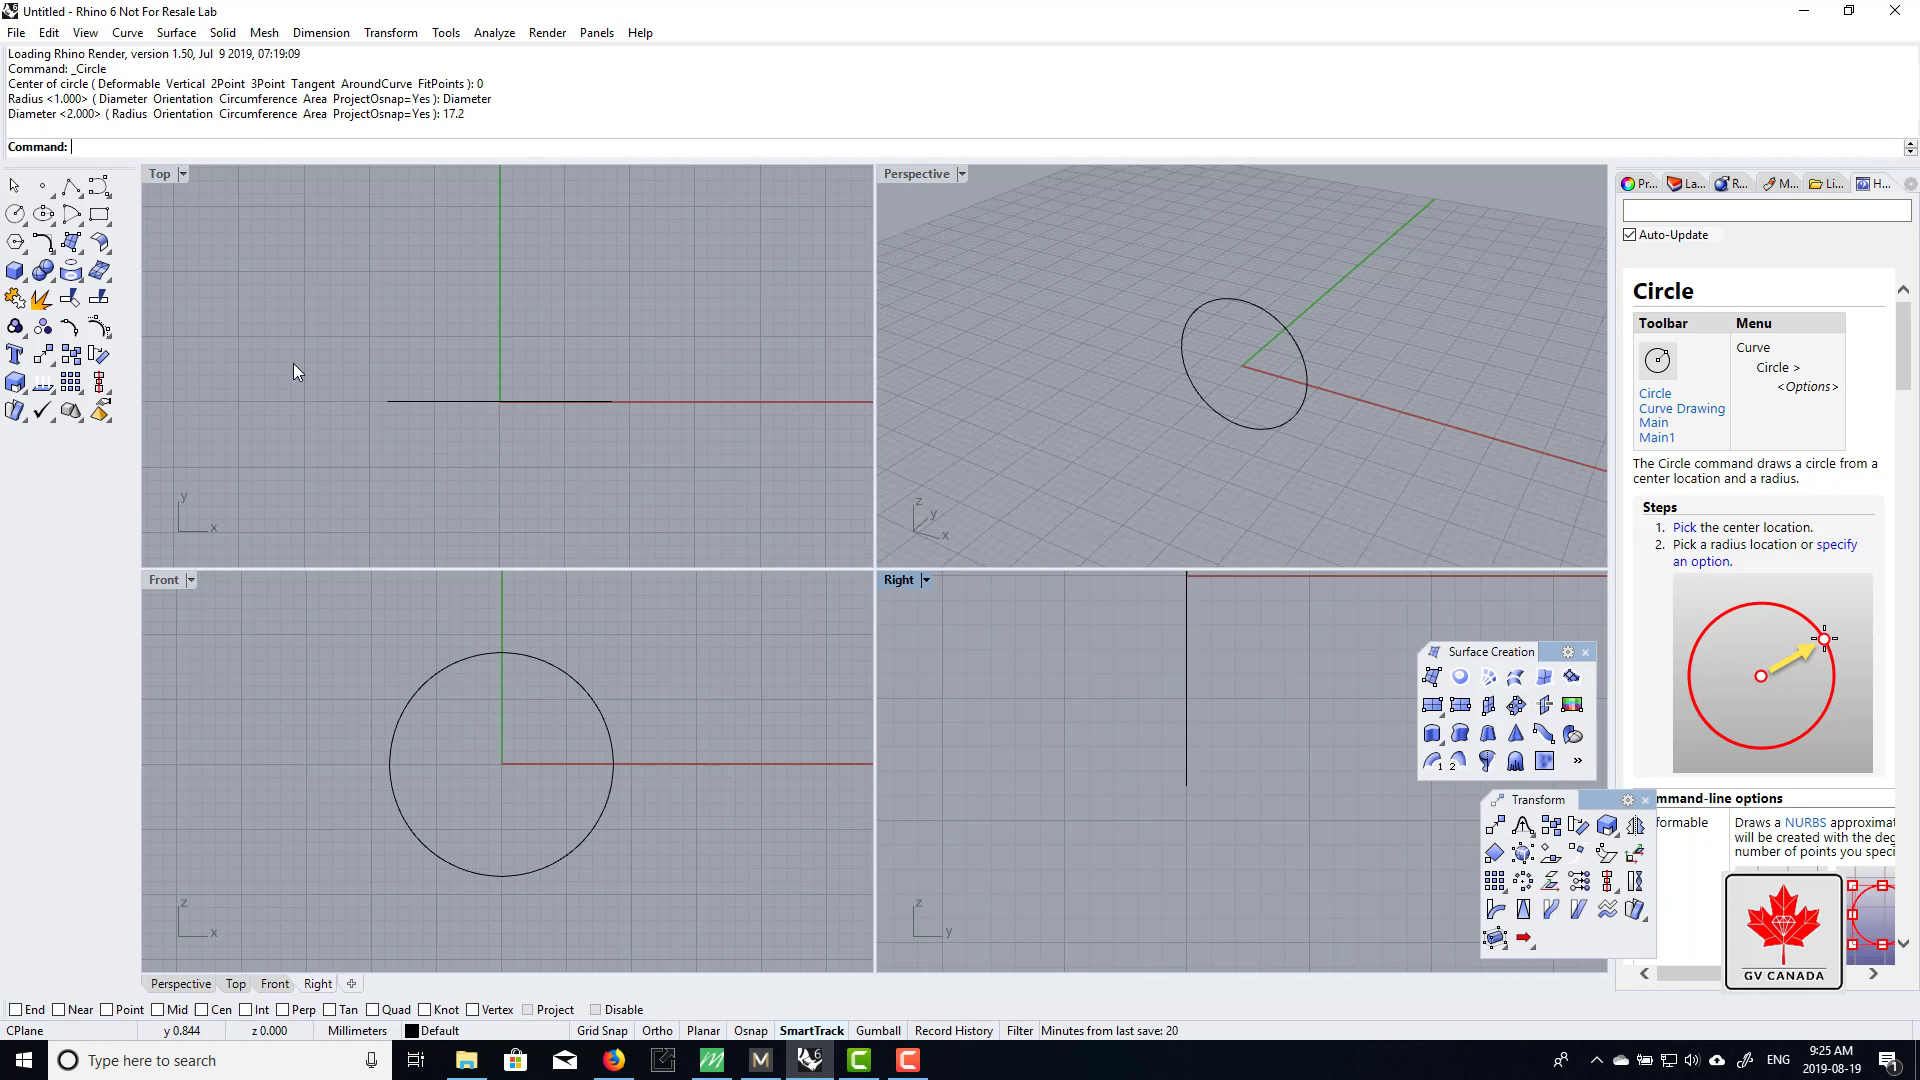 Untitled - Rhino 6 Not For Resale Lab
File Edit View Curve Surface Solid Mesh Dimension Transform Tools Analyze Render Panels Help
Loading Rhino Render, version 1.50, Jul 9 2019, 07:19:09
Command: _Circle
Center of circle ( Deformable Vertical 2Point 3Point Tangent AroundCurve FitPoints ): 0
Radius <1.000> ( Diameter Orientation Circumference Area ProjectOsnap=Yes ): Diameter
Diameter <2.000> ( Radius Orientation Circumference Area ProjectOsnap=Yes ): 17.2
Command:
Top
Perspective
Pr... La... R... M... Li... H...
Auto-Update
Circle
Toolbar Menu
Curve
Circle >
<Options>
Circle
Curve Drawing
Main
Main1
The Circle command draws a circle from a
center location and a radius.
Steps
1. Pick the center location.
2. Pick a radius location or specify
an option.
y
x
z
y
x
Front
Right
Surface Creation
1 2 »
Transform
mmand-line options
formable
Draws a NURBS approximat
will be created with the deg
number of points you speci
z
x
z
y
GV CANADA
Perspective Top Front Right
End Near Point Mid Cen Int Perp Tan Quad Knot Vertex Project Disable
CPlane y 0.844 z 0.000 Millimeters Default Grid Snap Ortho Planar Osnap SmartTrack Gumball Record History Filter Minutes from last save: 20
Type here to search
ENG
9:25 AM
2019-08-19
1